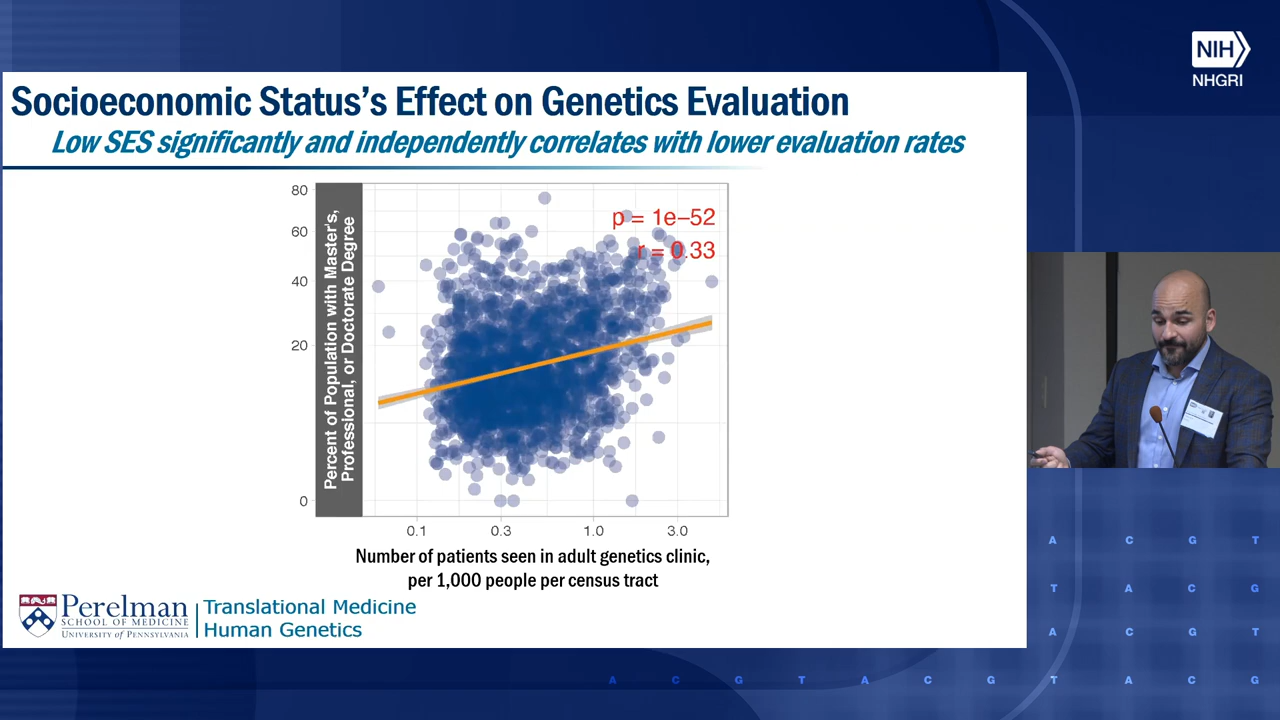 NIH
NHGRI
Socioeconomic Status's Effect on Genetics Evaluation
Low SES significantly and independently correlates with lower evaluation rates
Percent of Population with Master's,
Professional, or Doctorate Degree
80
60
40
20
0
p = 1e–52
r = 0.33
0.1 0.3 1.0 3.0
Number of patients seen in adult genetics clinic,
per 1,000 people per census tract
Perelman
SCHOOL OF MEDICINE
UNIVERSITY of PENNSYLVANIA
Translational Medicine
Human Genetics
A C G T
T A C G
A C G T
A C G T A C G T A C G